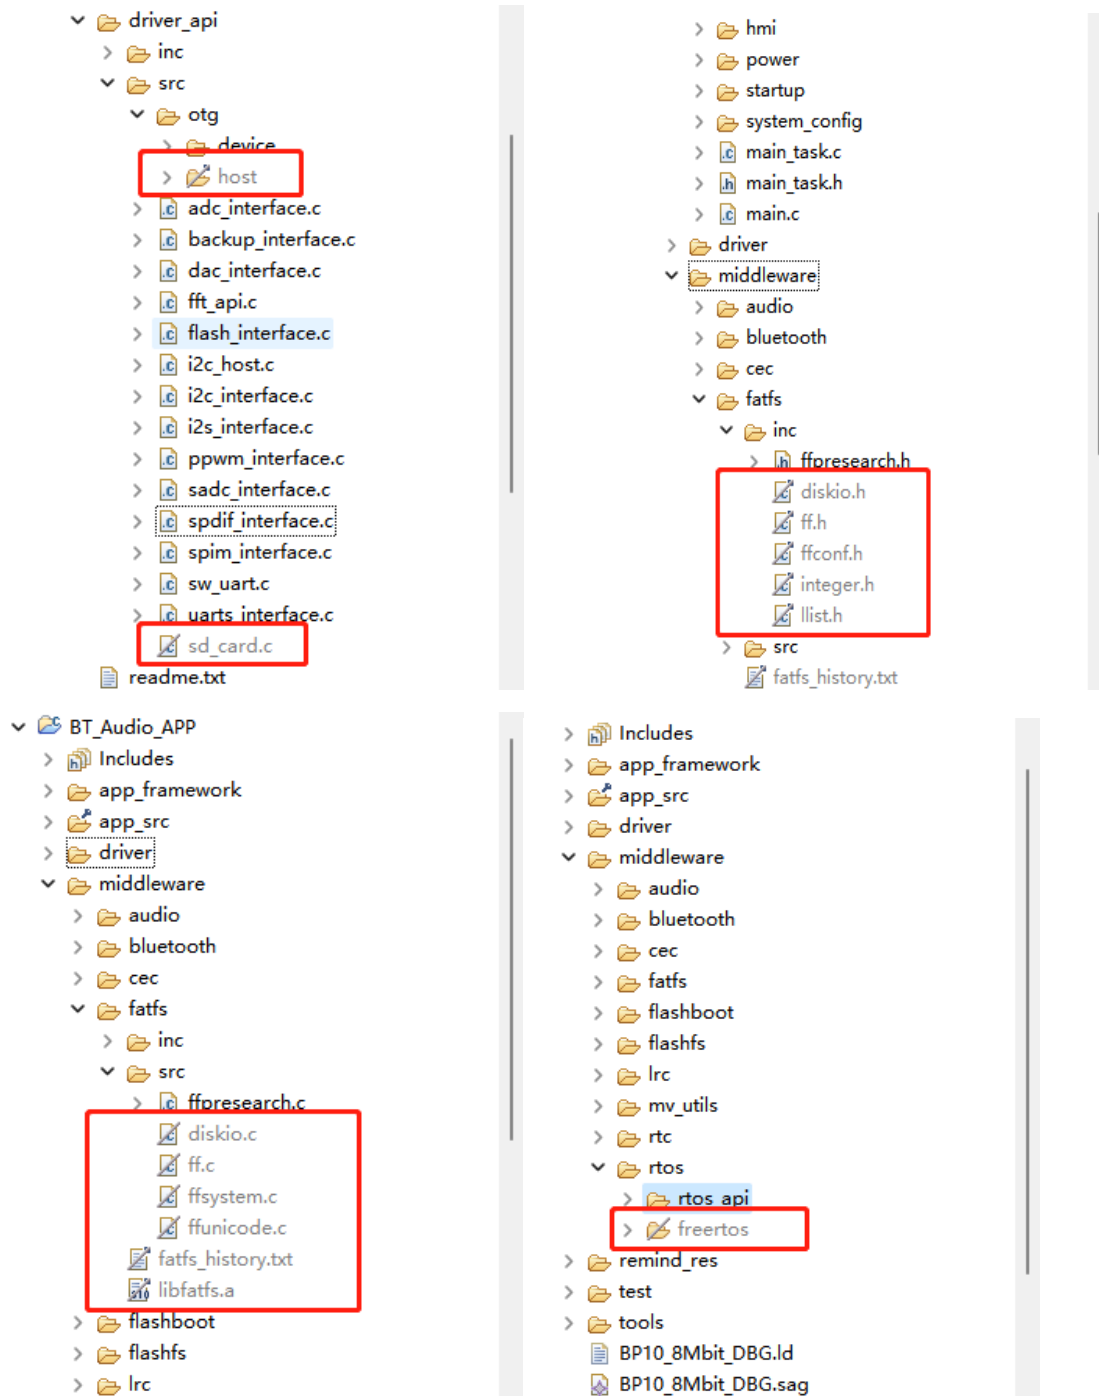 driver_api
inc
src
otg
device
host
adc_interface.c
backup_interface.c
dac_interface.c
fft_api.c
flash_interface.c
i2c_host.c
i2c_interface.c
i2s_interface.c
ppwm_interface.c
sadc_interface.c
spdif_interface.c
spim_interface.c
sw_uart.c
uarts_interface.c
sd_card.c
readme.txt
hmi
power
startup
system_config
main_task.c
main_task.h
main.c
driver
middleware
audio
bluetooth
cec
fatfs
inc
ffpresearch.h
diskio.h
ff.h
ffconf.h
integer.h
llist.h
src
fatfs_history.txt
BT_Audio_APP
Includes
app_framework
app_src
driver
middleware
audio
bluetooth
cec
fatfs
inc
src
ffpresearch.c
diskio.c
ff.c
ffsystem.c
ffunicode.c
fatfs_history.txt
libfatfs.a
flashboot
flashfs
lrc
Includes
app_framework
app_src
driver
middleware
audio
bluetooth
cec
fatfs
flashboot
flashfs
lrc
mv_utils
rtc
rtos
rtos_api
freertos
remind_res
test
tools
BP10_8Mbit_DBG.ld
BP10_8Mbit_DBG.sag